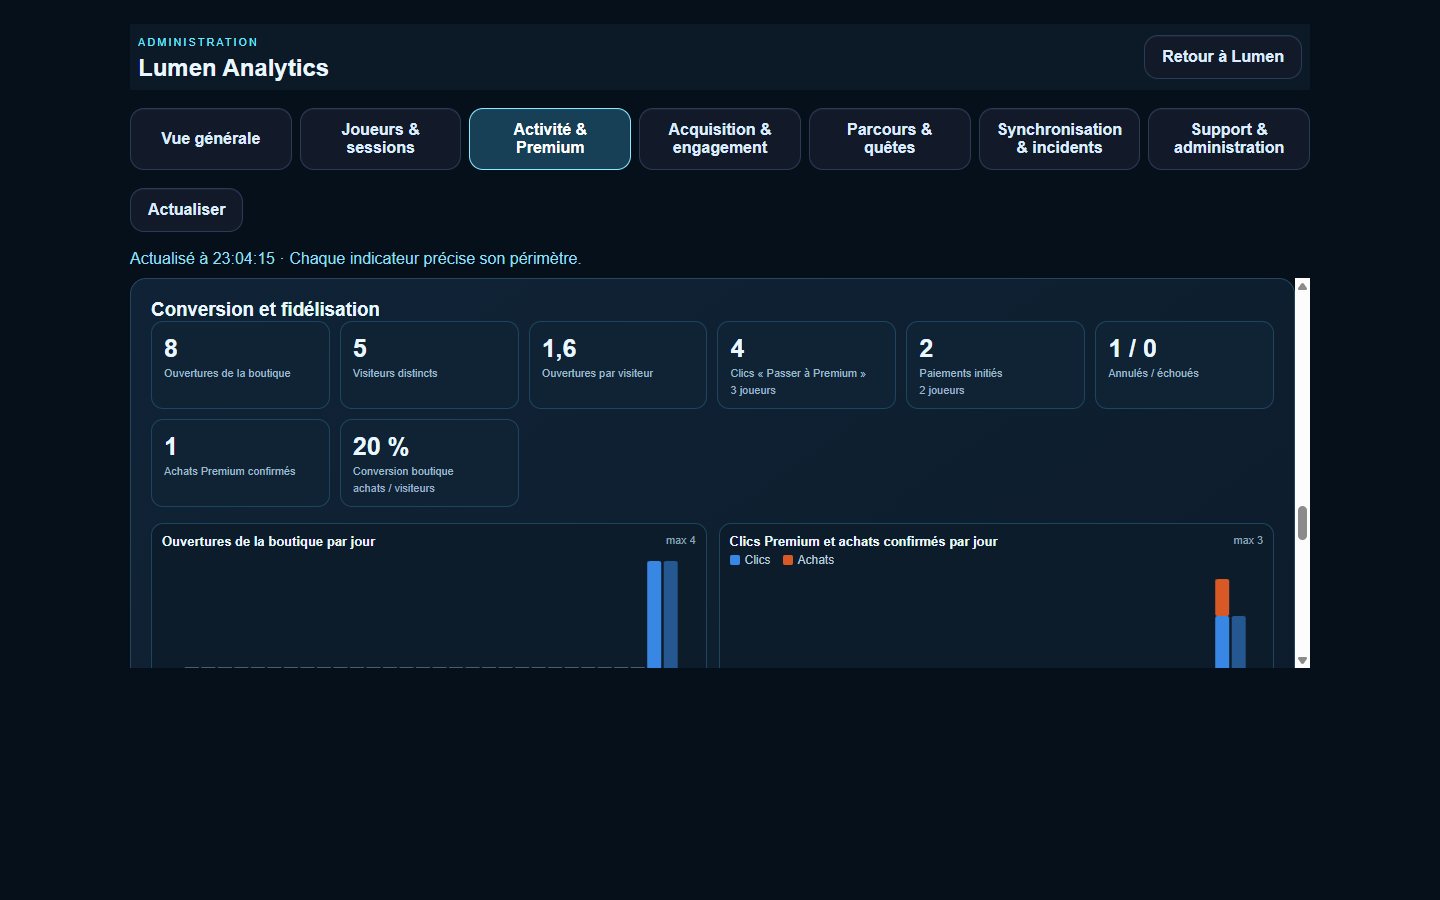 ADMINISTRATION
Lumen Analytics
Retour à Lumen
Vue générale
Joueurs &
sessions
Activité &
Premium
Acquisition &
engagement
Parcours &
quêtes
Synchronisation
& incidents
Support &
administration
Actualiser
Actualisé à 23:04:15 · Chaque indicateur précise son périmètre.
Conversion et fidélisation
8
Ouvertures de la boutique
5
Visiteurs distincts
1,6
Ouvertures par visiteur
4
Clics « Passer à Premium »
3 joueurs
2
Paiements initiés
2 joueurs
1 / 0
Annulés / échoués
1
Achats Premium confirmés
20 %
Conversion boutique
achats / visiteurs
Ouvertures de la boutique par jour
max 4
Clics Premium et achats confirmés par jour
max 3
Clics
Achats